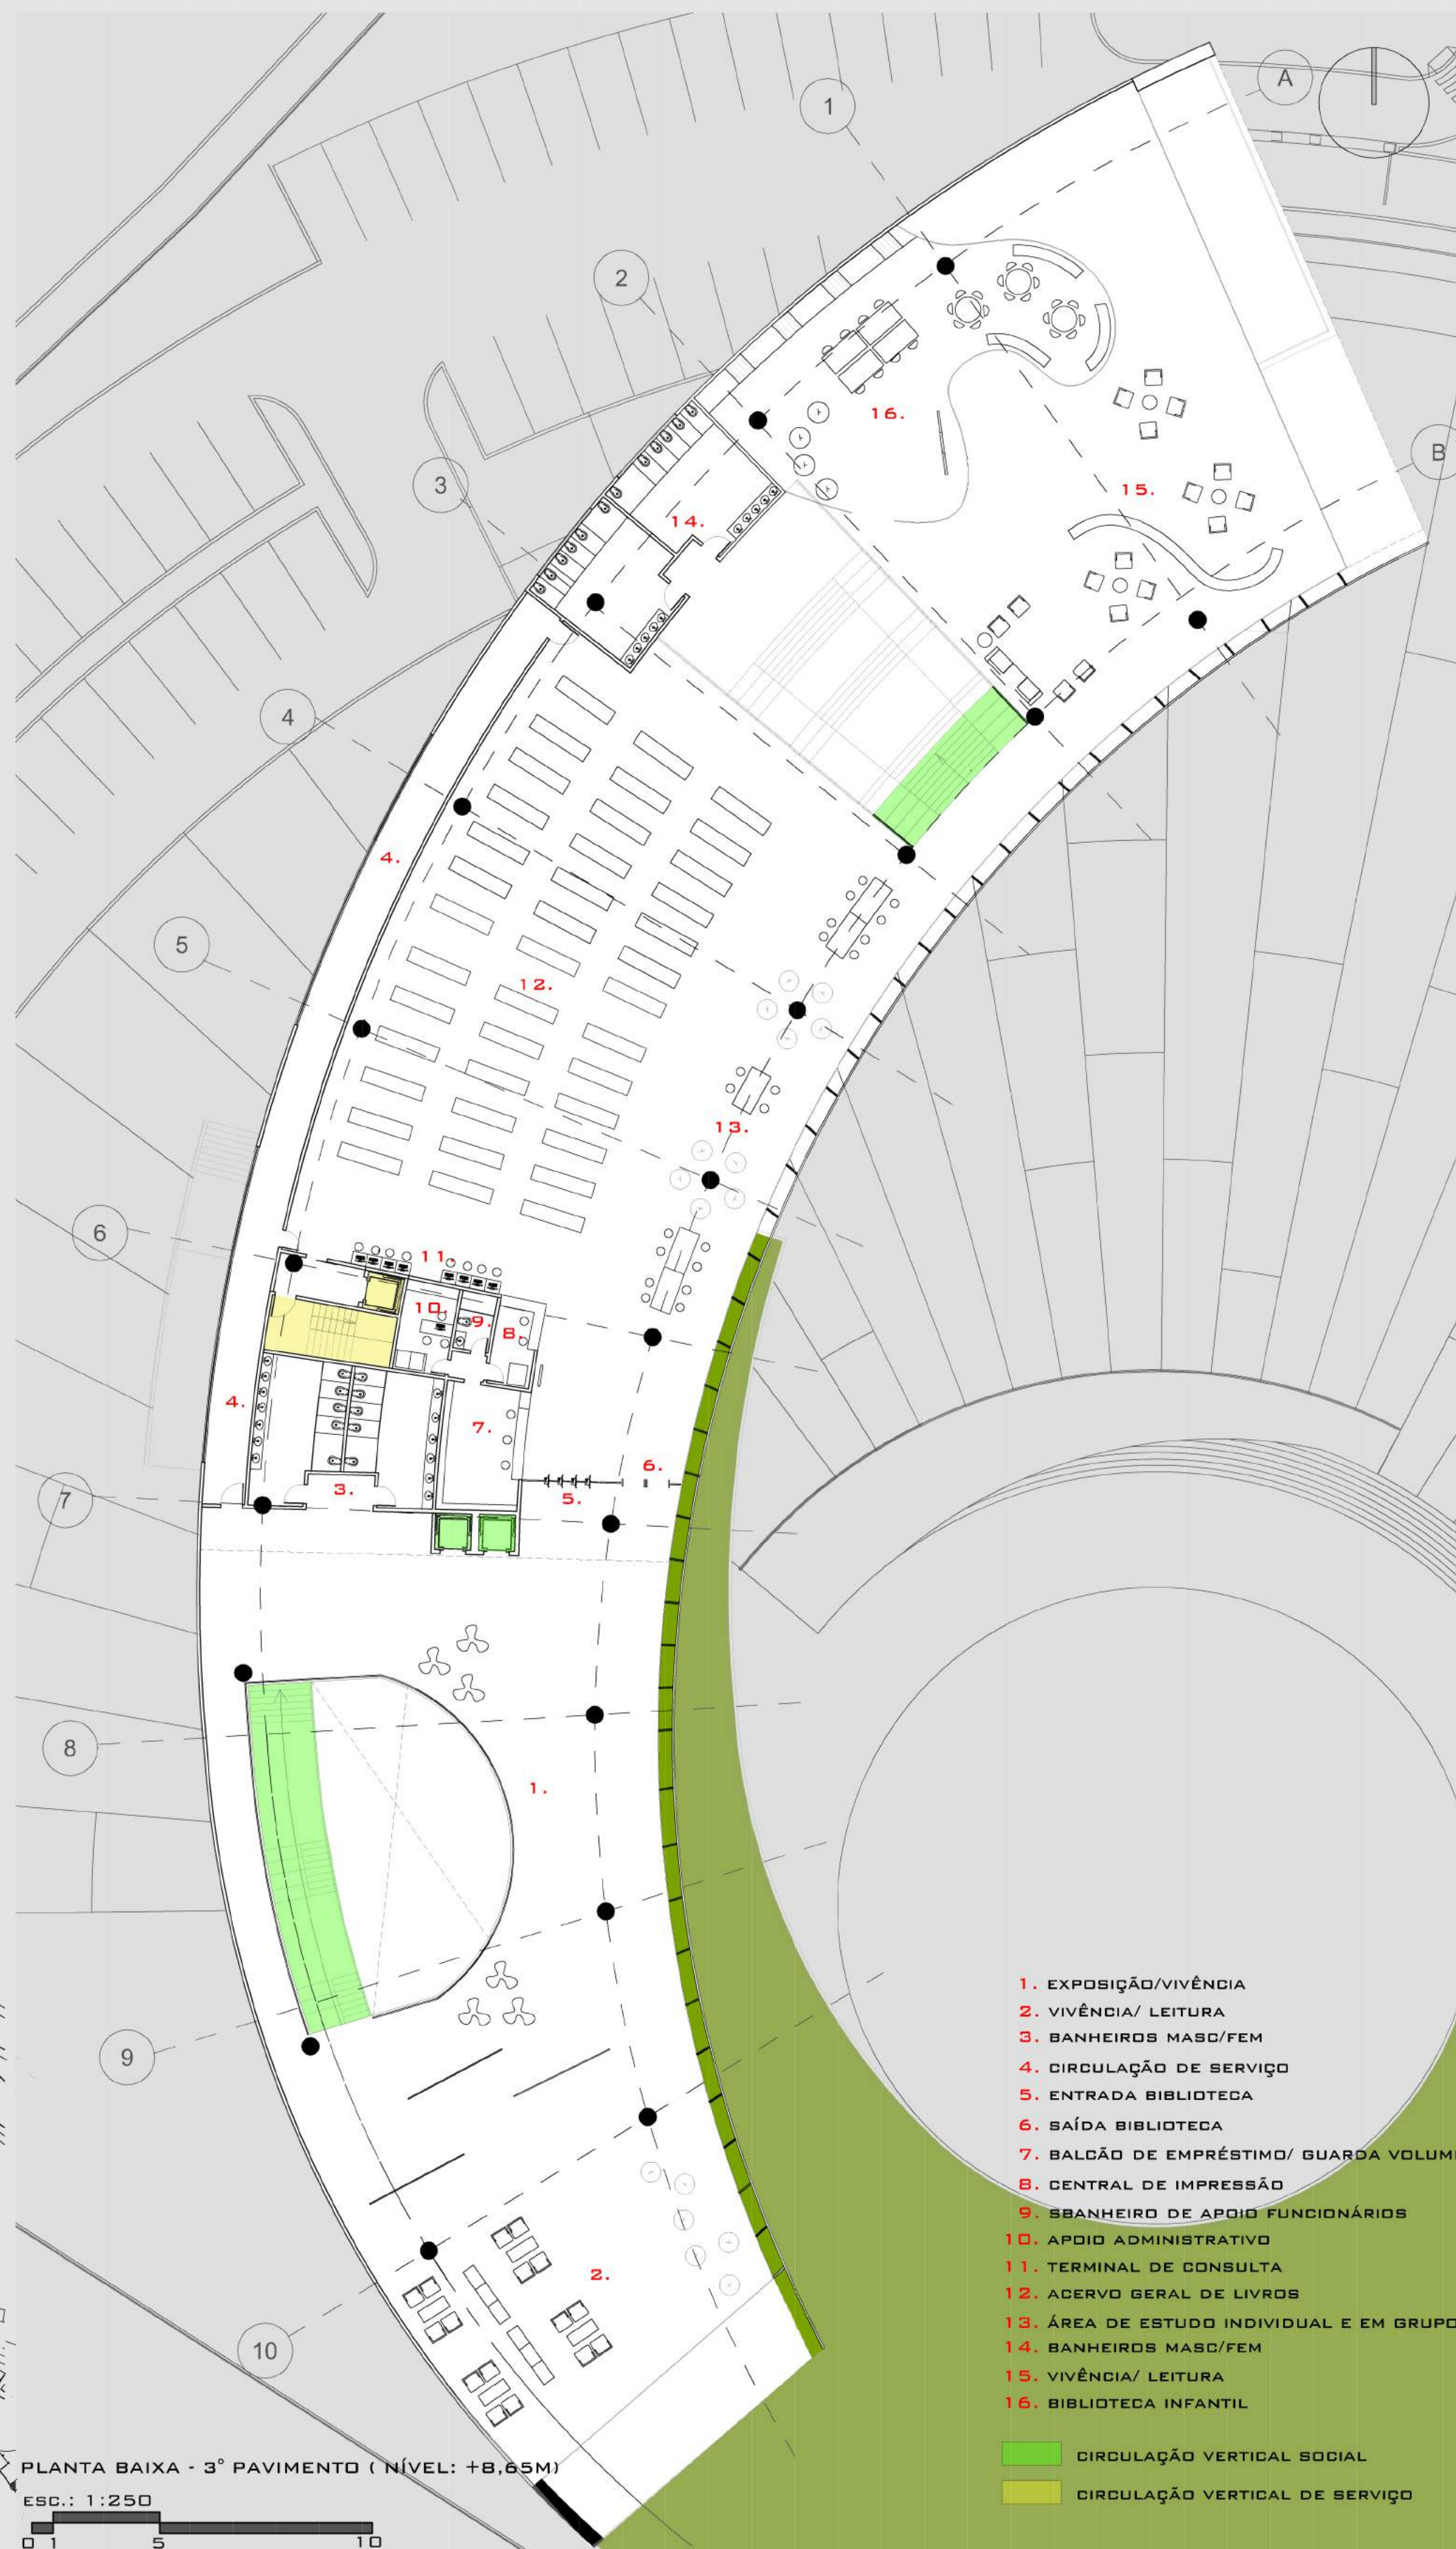 1
A
2
B
16.
3
15.
14.
4
4.
5
12.
13.
6
11.
10.
9.
8.
4.
7.
6.
7
3.
5.
8
1.
9
2.
10
1. EXPOSIÇÃO/VIVÊNCIA
2. VIVÊNCIA/ LEITURA
3. BANHEIROS MASC/FEM
4. CIRCULAÇÃO DE SERVIÇO
5. ENTRADA BIBLIOTECA
6. SAÍDA BIBLIOTECA
7. BALCÃO DE EMPRÉSTIMO/ GUARDA VOLUM
8. CENTRAL DE IMPRESSÃO
9. SBANHEIRO DE APOIO FUNCIONÁRIOS
10. APOIO ADMINISTRATIVO
11. TERMINAL DE CONSULTA
12. ACERVO GERAL DE LIVROS
13. ÁREA DE ESTUDO INDIVIDUAL E EM GRUPO
14. BANHEIROS MASC/FEM
15. VIVÊNCIA/ LEITURA
16. BIBLIOTECA INFANTIL
CIRCULAÇÃO VERTICAL SOCIAL
CIRCULAÇÃO VERTICAL DE SERVIÇO
PLANTA BAIXA - 3° PAVIMENTO ( NÍVEL: +8,65M)
ESC.: 1:250
0 1 5 10